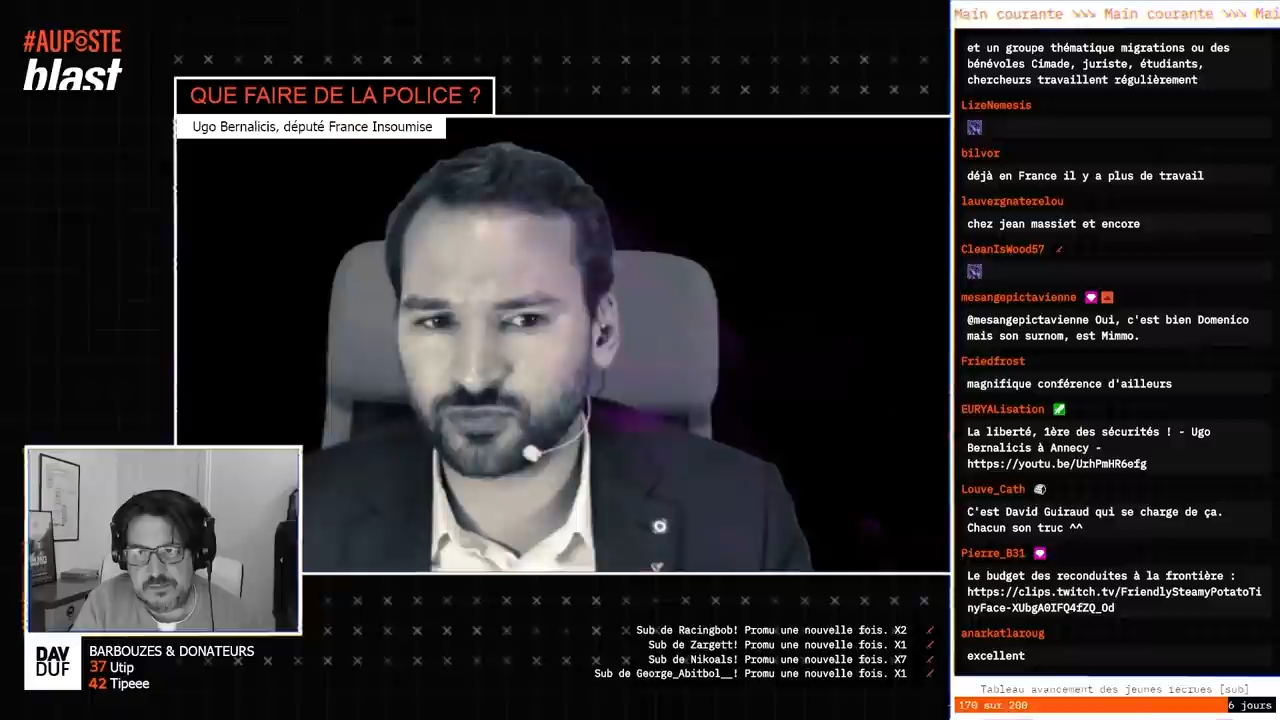 #AUPOSTE
blast
QUE FAIRE DE LA POLICE ?
Ugo Bernalicis, député France Insoumise
DAV
DUF
BARBOUZES & DONATEURS
37 Utip
42 Tipeee
Sub de Racingbob! Promu une nouvelle fois. X2
Sub de Zargett! Promu une nouvelle fois. X1
Sub de Nikoals! Promu une nouvelle fois. X7
Sub de George_Abitbol__! Promu une nouvelle fois. X1
Main courante >>> Main courante >>> Mai
et un groupe thématique migrations ou des
bénévoles Cimade, juriste, étudiants,
chercheurs travaillent régulièrement
LizeNemesis
bilvor
déjà en France il y a plus de travail
lauvergnaterelou
chez jean massiet et encore
CleanIsWood57
mesangepictavienne
@mesangepictavienne Oui, c'est bien Domenico
mais son surnom, est Mimmo.
Friedfrost
magnifique conférence d'ailleurs
EURYALisation
La liberté, 1ère des sécurités ! - Ugo
Bernalicis à Annecy -
https://youtu.be/UzhPmHR6efg
Louve_Cath
C'est David Guiraud qui se charge de ça.
Chacun son truc ^^
Pierre_B31
Le budget des reconduites à la frontière :
https://clips.twitch.tv/FriendlySteamyPotatoTi
nyFace-XUbgA0IFQ4fZQ_Od
anarkatlaroug
excellent
Tableau avancement des jeunes recrues [sub]
170 sur 200
6 jours